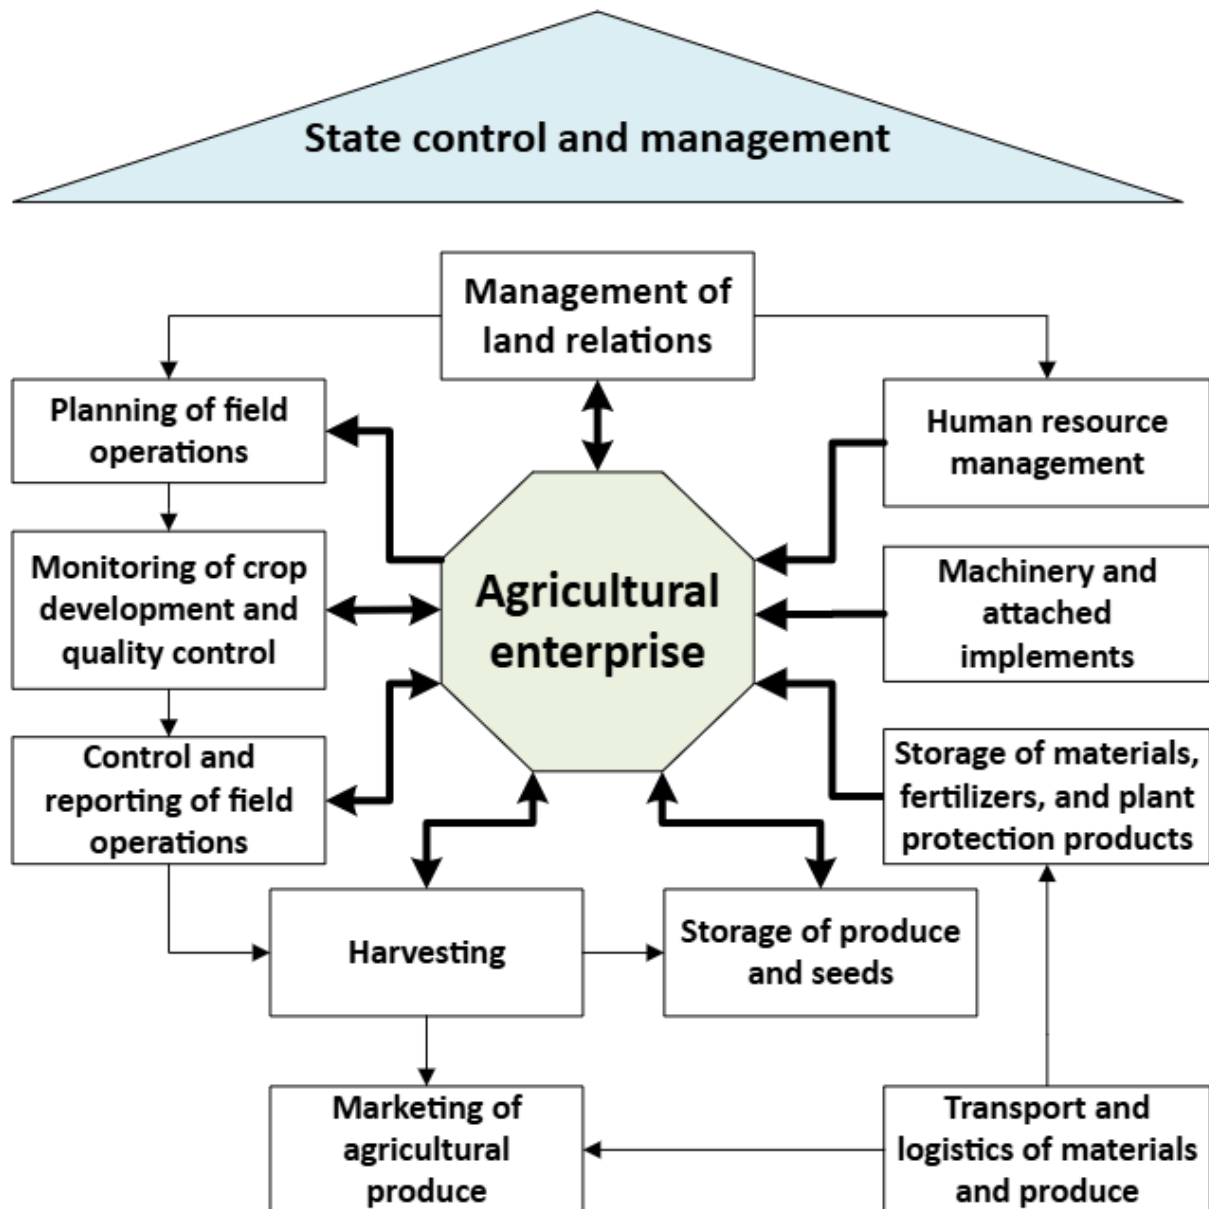 State control and management
Management of
land relations
Planning of field
operations
Human resource
management
Monitoring of crop
development and
quality control
Agricultural
enterprise
Machinery and
attached
implements
Control and
reporting of field
operations
Storage of materials,
fertilizers, and plant
protection products
Harvesting
Storage of produce
and seeds
Marketing of
agricultural
produce
Transport and
logistics of materials
and produce